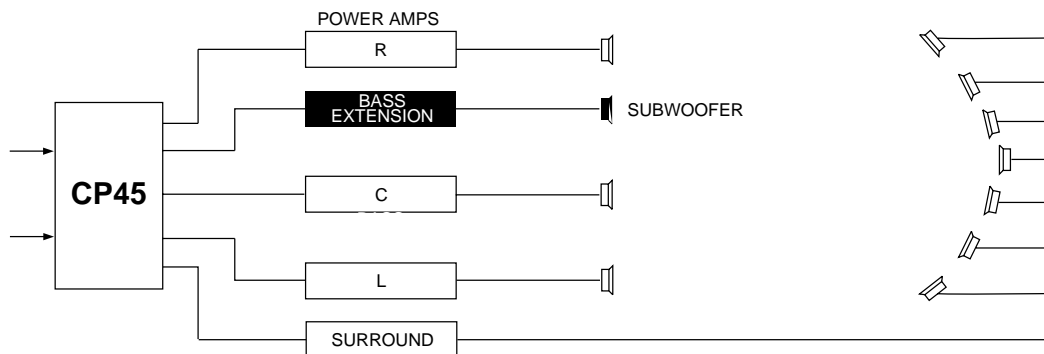 POWER AMPS
R
BASS
EXTENSION
SUBWOOFER
CP45
C
L
SURROUND